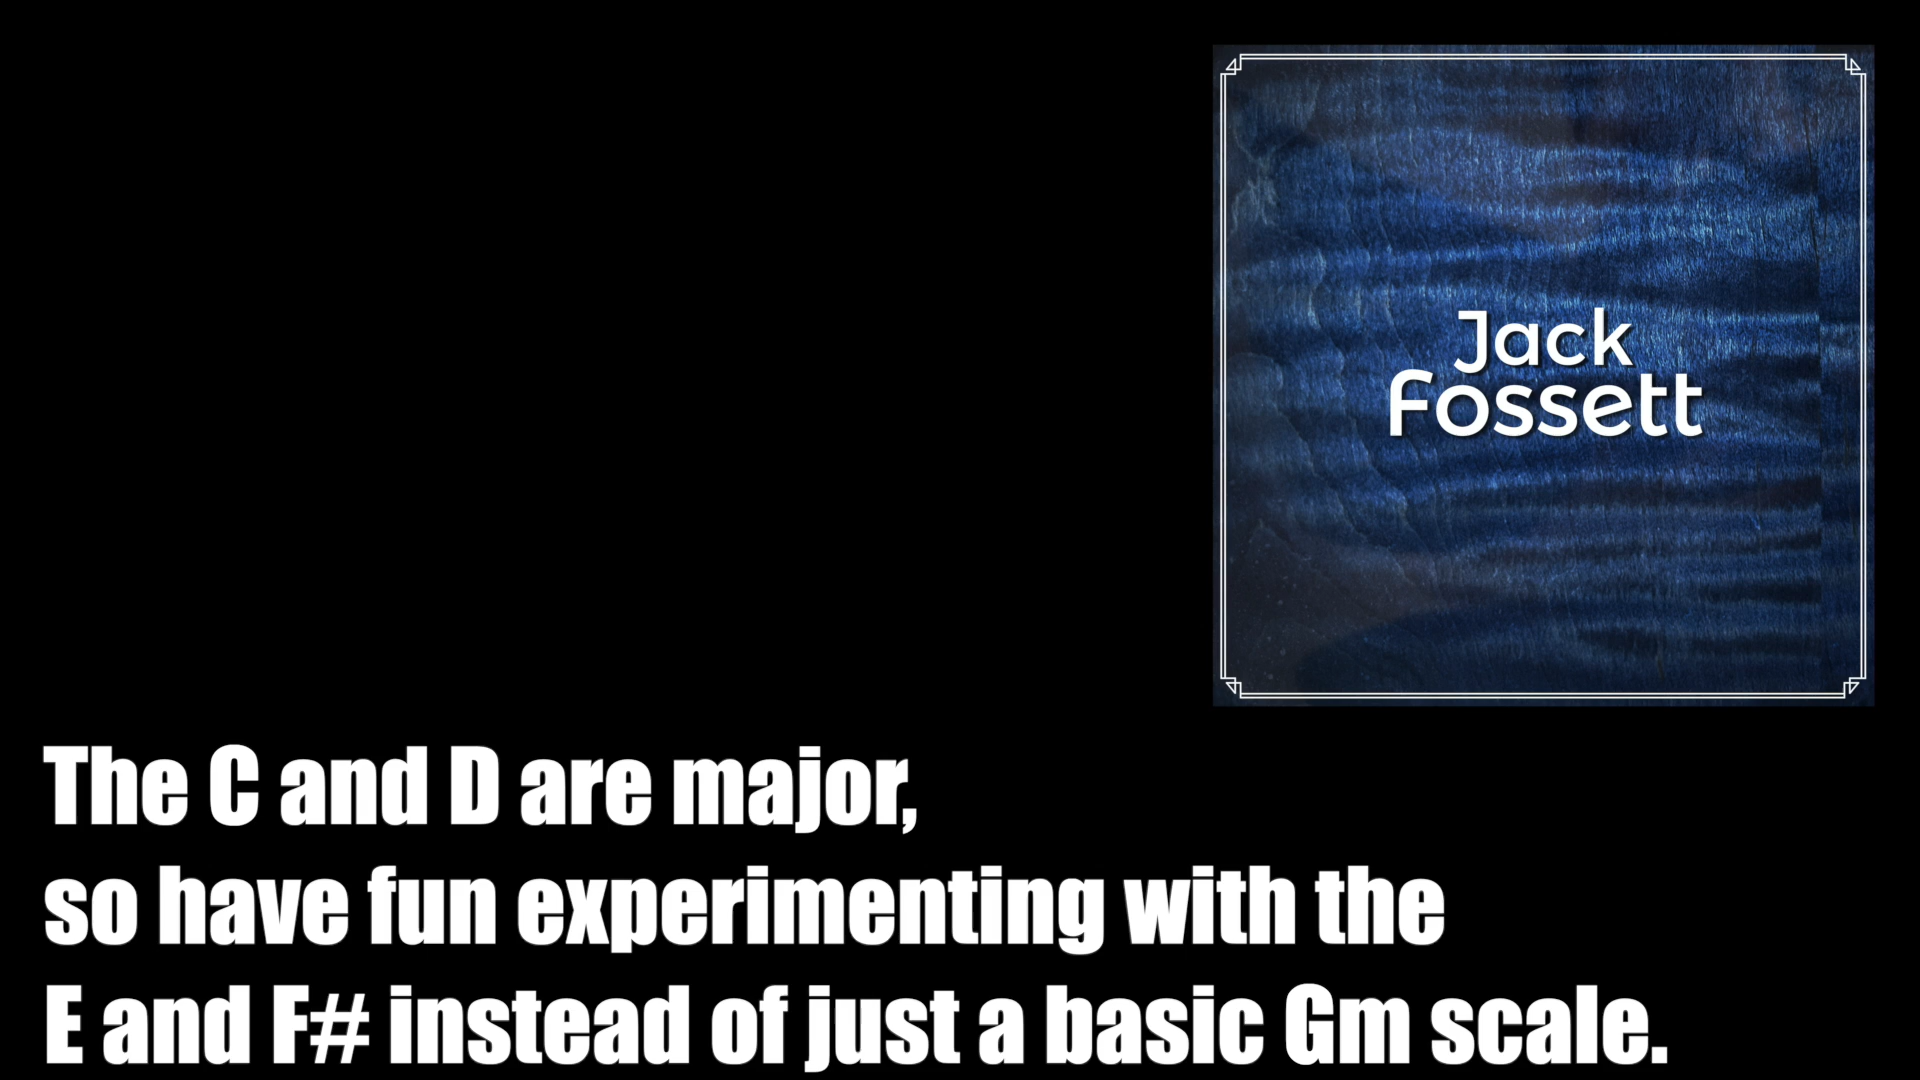 Jack
Fossett
The C and D are major,
so have fun experimenting with the
E and F# instead of just a basic Gm scale.